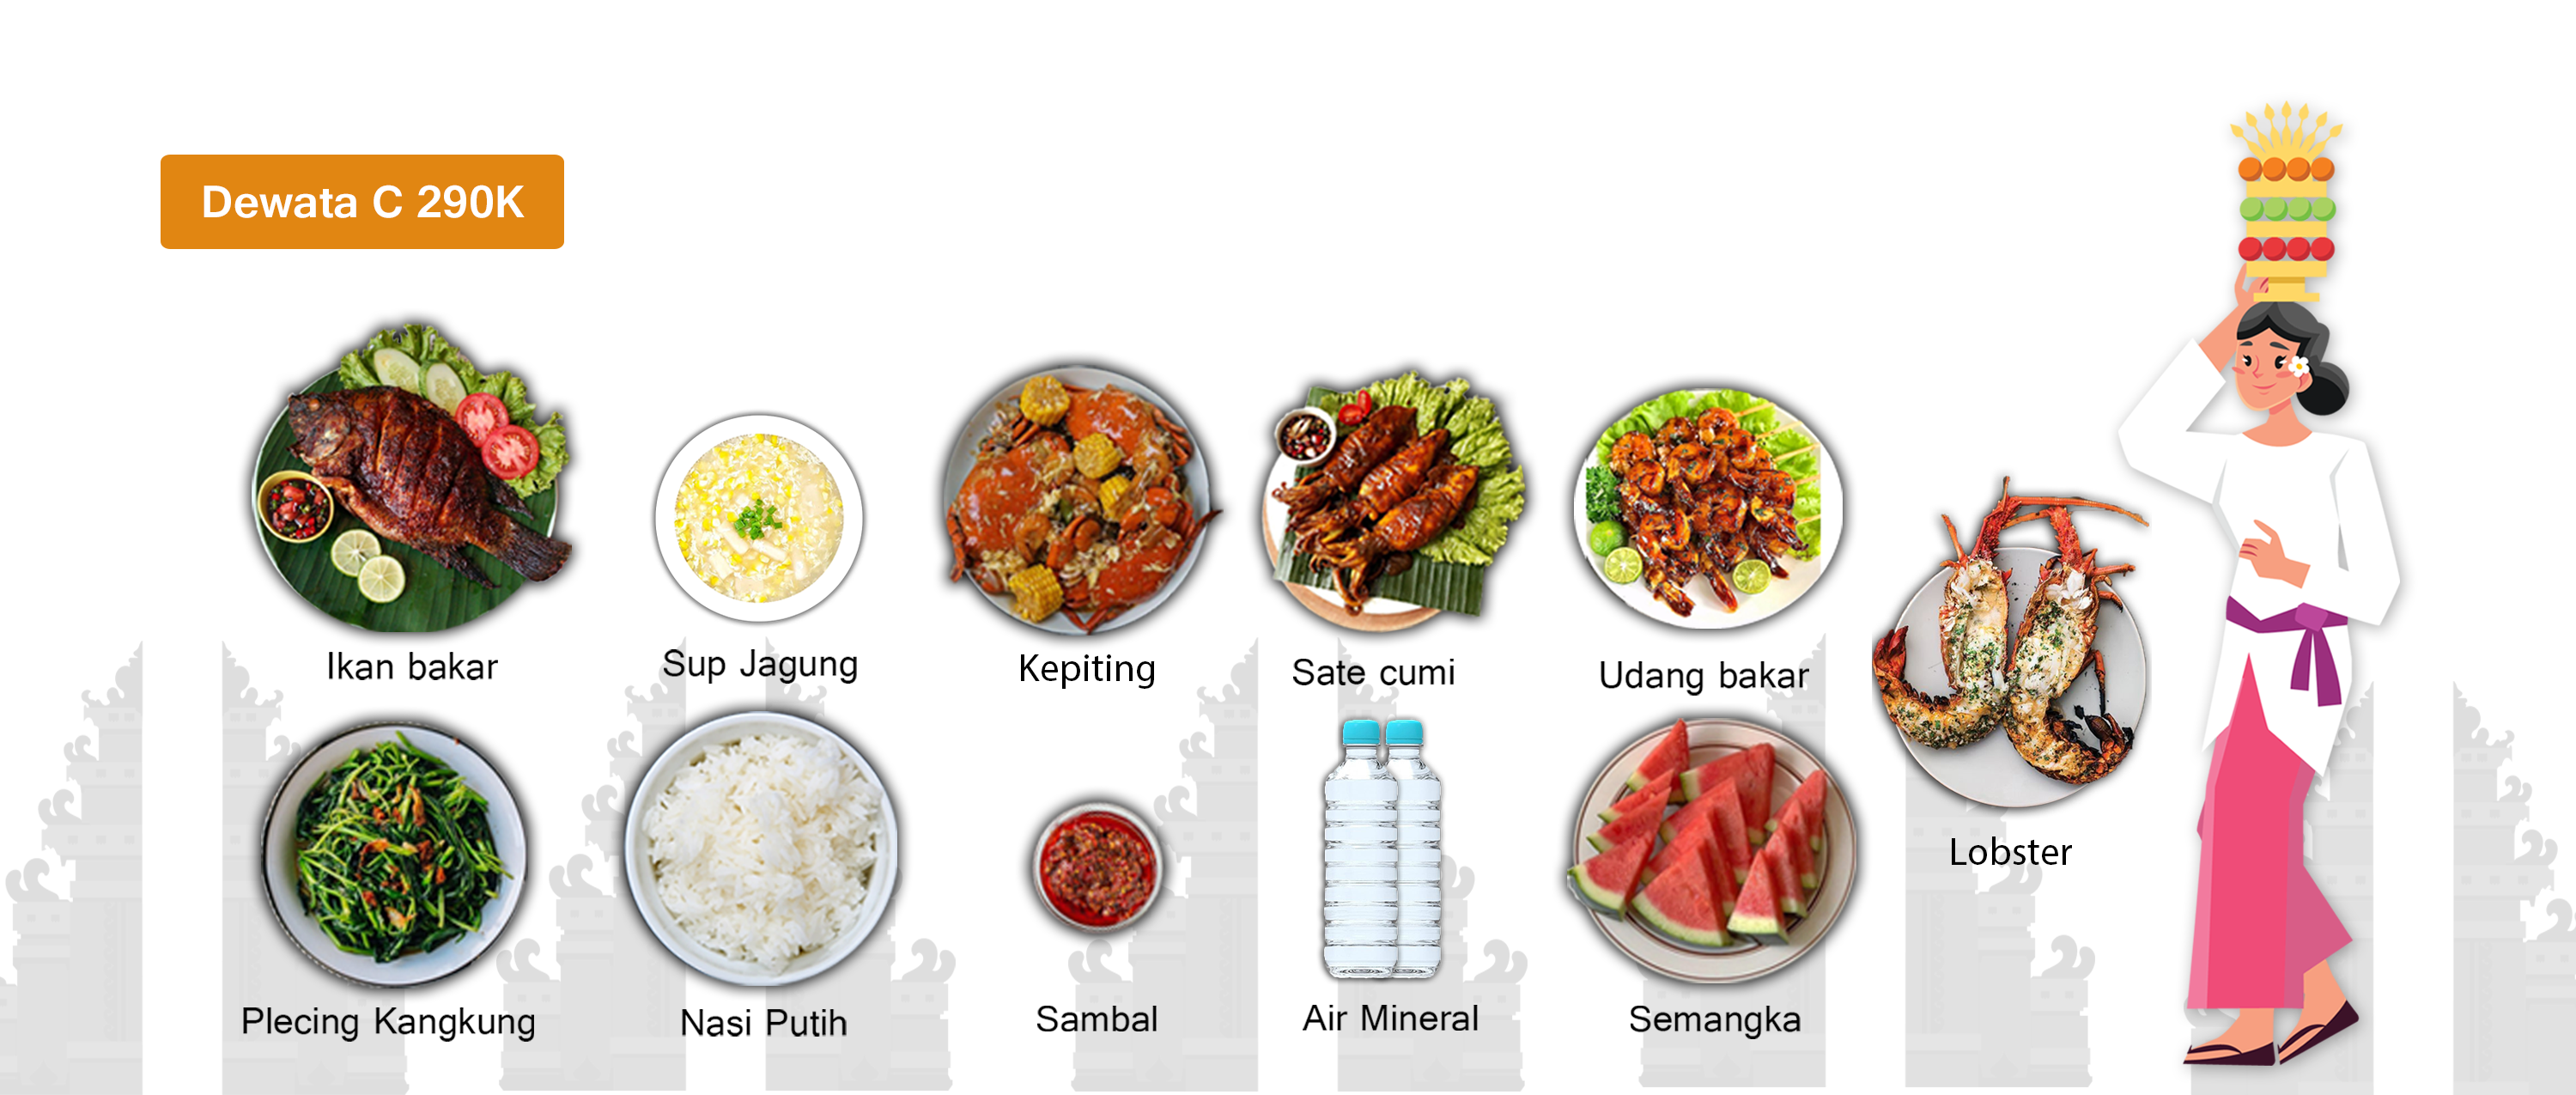 Dewata C 290K
Ikan bakar
Sup Jagung
Kepiting
Sate cumi
Udang bakar
Lobster
Plecing Kangkung
Nasi Putih
Sambal
Air Mineral
Semangka